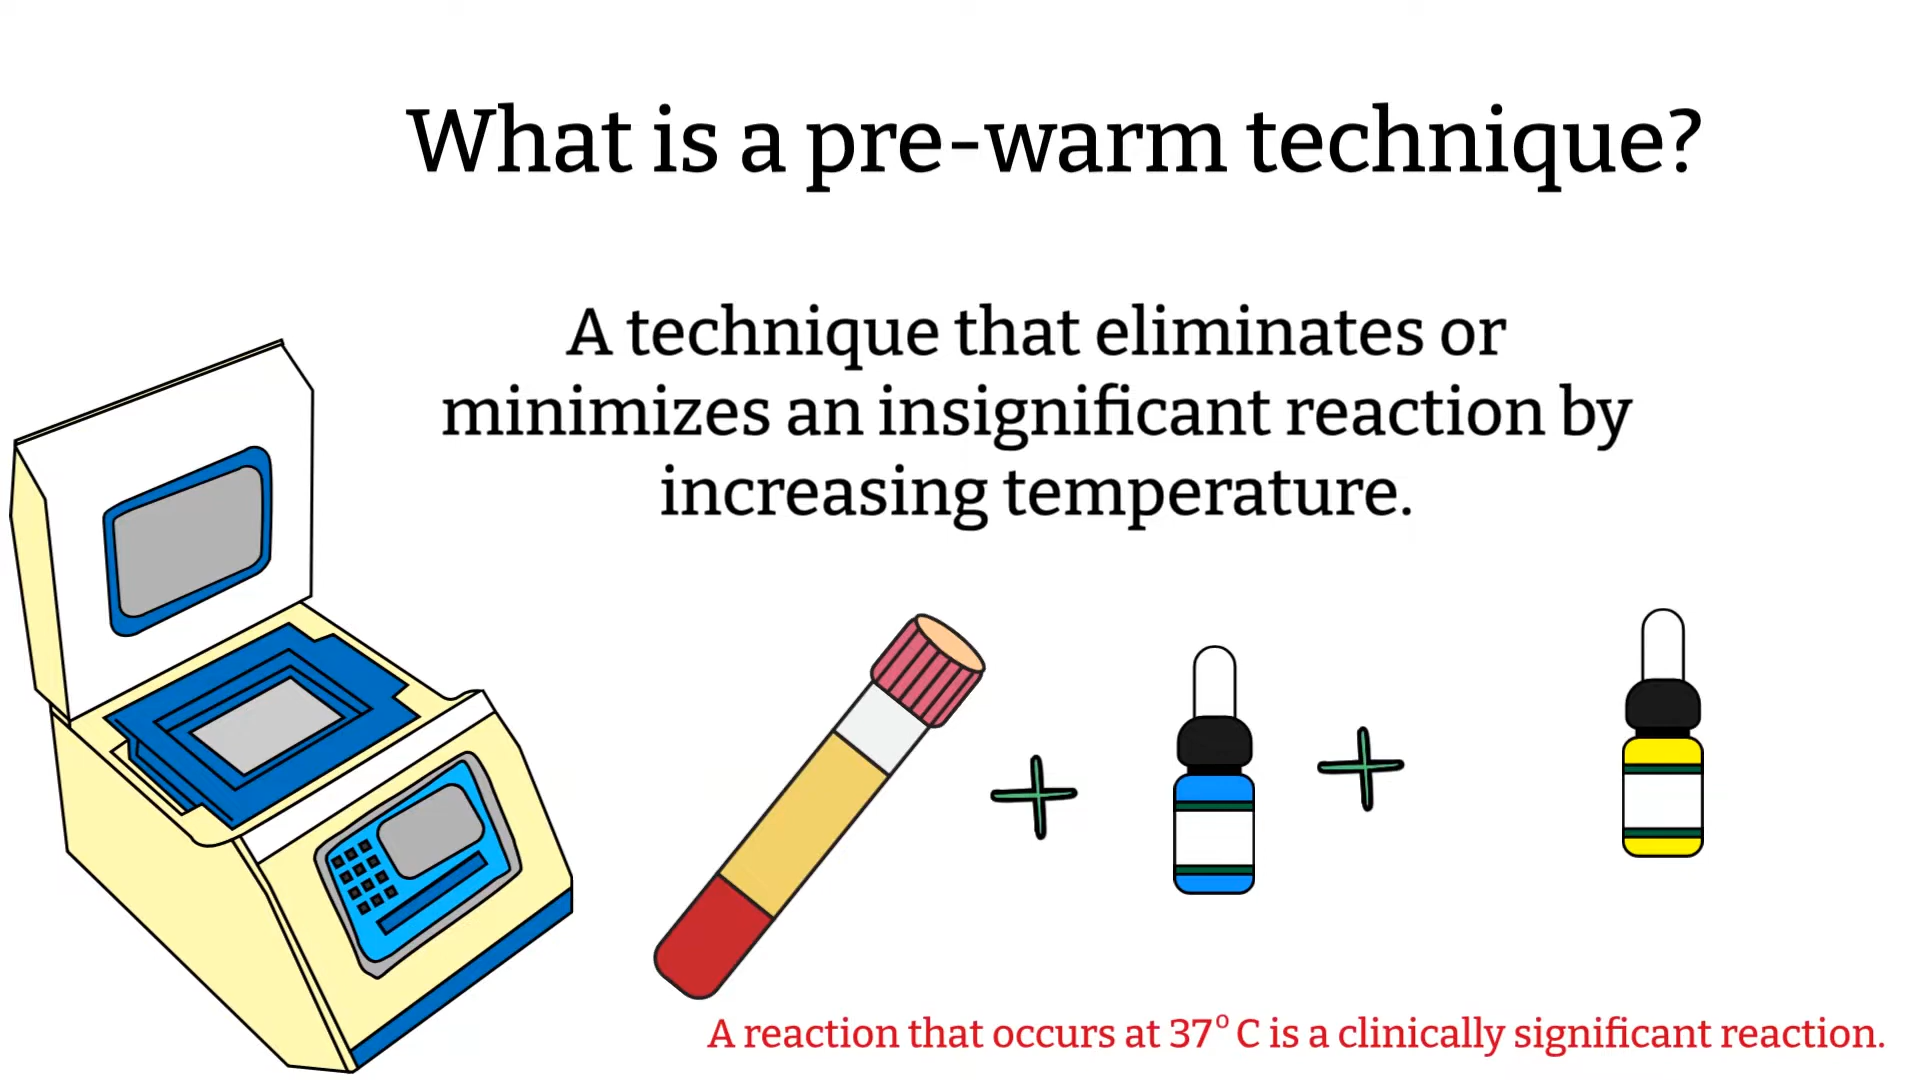 What is a pre-warm technique?
A technique that eliminates or
minimizes an insignificant reaction by
increasing temperature.
A reaction that occurs at 37⁰ C is a clinically significant reaction.